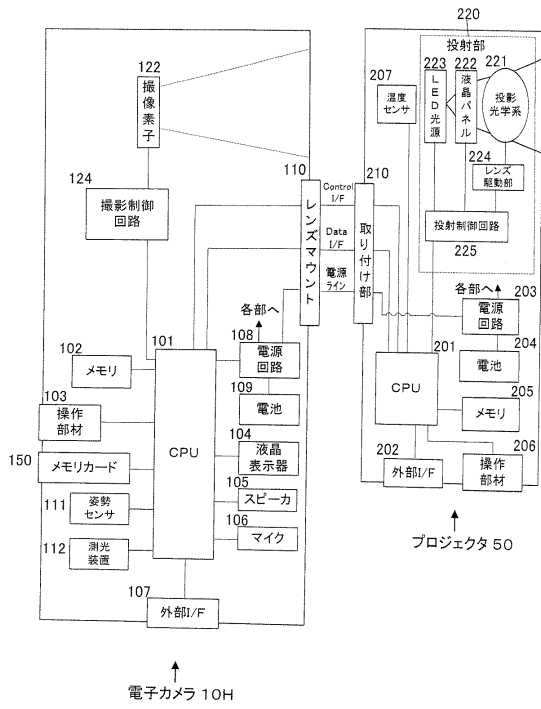 122
撮像素子
124
撮影制御
回路
110
レンズマウント
101
CPU
102
メモリ
103
操作
部材
150
メモリカード
111
姿勢
センサ
112
測光
装置
各部へ
108
電源
回路
109
電池
104
液晶
表示器
105
スピーカ
106
マイク
107
外部I/F
電子カメラ10H
Control
I/F
Data
I/F
電源
ライン
210
取り付け部
220
投射部
207
温度
センサ
223
LED光源
222
液晶パネル
221
投影
光学系
224
レンズ
駆動部
投射制御回路
225
各部へ
203
電源
回路
204
電池
201
CPU
205
メモリ
202
外部I/F
206
操作
部材
プロジェクタ50